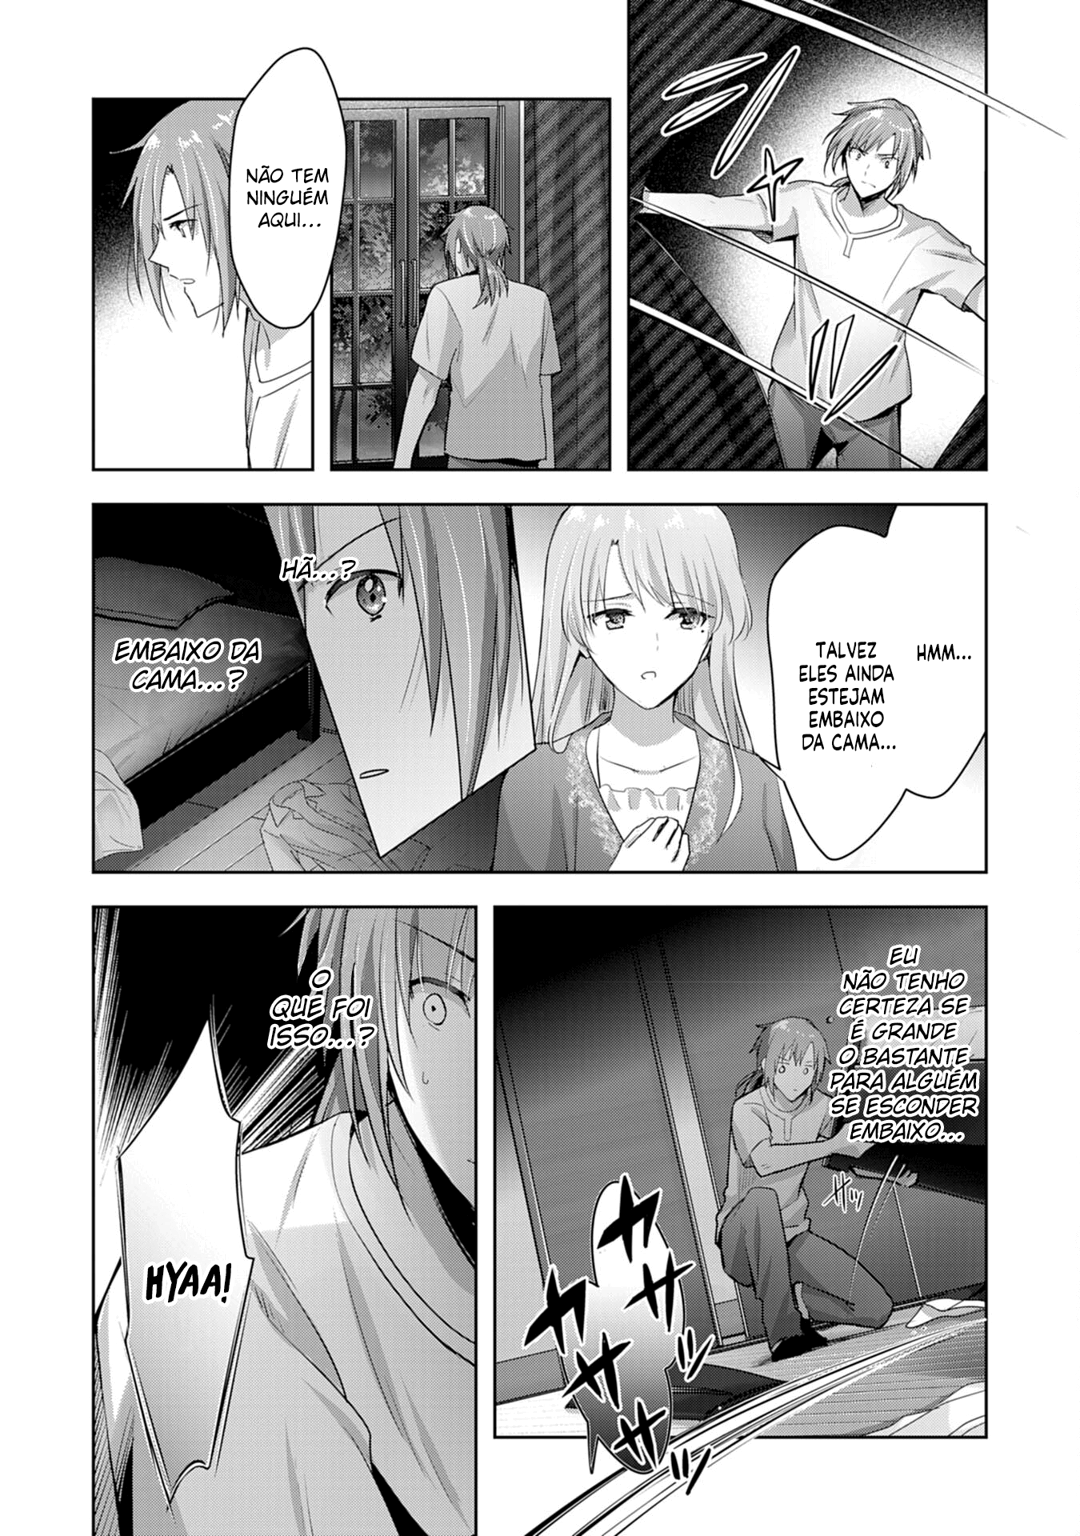 NÃO TEM
NINGUÉM
AQUI...
HMM...
TALVEZ
ELES AINDA
ESTEJAM
EMBAIXO
DA CAMA...
HÃ...?
EMBAIXO DA
CAMA...?
EU
NÃO TENHO
CERTEZA SE
É GRANDE
O BASTANTE
PARA ALGUÉM
SE ESCONDER
EMBAIXO...
O
QUE FOI
ISSO...?
HYAA!